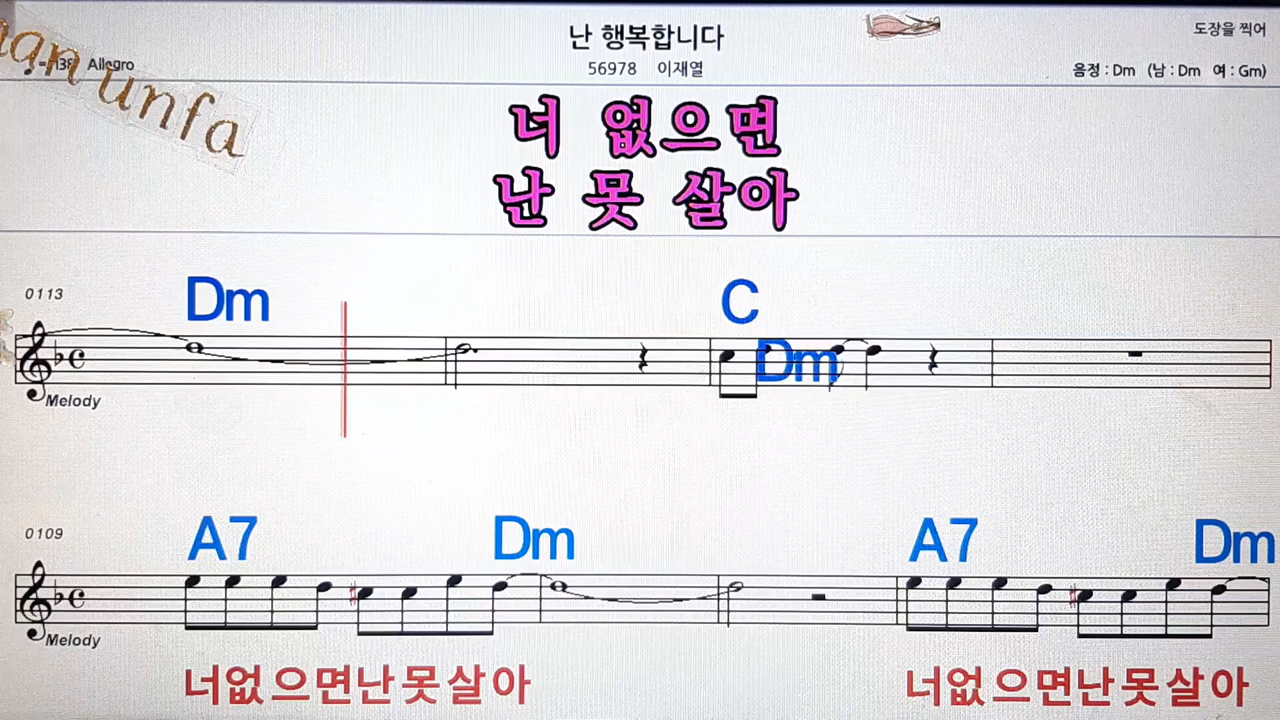 난 행복합니다
도장을 찍어
56978 이재열
Allegro
음정 : Dm (남 : Dm 여 : Gm)
unfa
너 없으면
난 못 살아
0113
Dm C
Dm
Melody
0109
A7 Dm A7 Dm
Melody
너없으면난못살아 너없으면난못살아